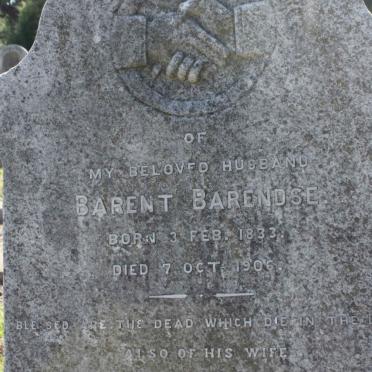 OF
MY BELOVED HUSBAND
BARENT BARENDSE
BORN 3 FEB. 1833.
DIED 7 OCT. 1906.
BLESSED ARE THE DEAD WHICH DIE IN THE
ALSO OF HIS WIFE